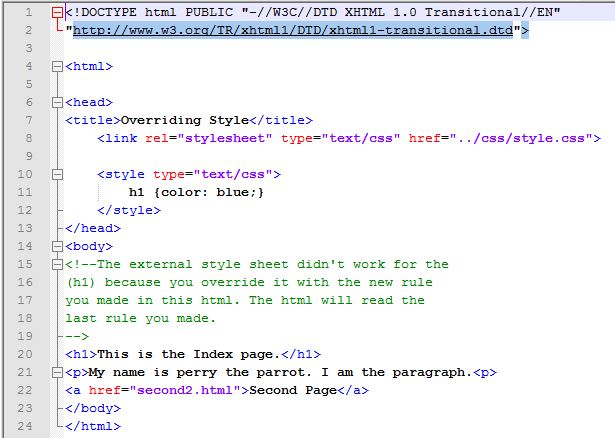 1 <!DOCTYPE html PUBLIC "-//W3C//DTD XHTML 1.0 Transitional//EN"
2 "http://www.w3.org/TR/xhtml1/DTD/xhtml1-transitional.dtd">
3
4 <html>
5
6 <head>
7 <title>Overriding Style</title>
8 <link rel="stylesheet" type="text/css" href="../css/style.css">
9
10 <style type="text/css">
11 h1 {color: blue;}
12 </style>
13 </head>
14 <body>
15 <!--The external style sheet didn't work for the
16 (h1) because you override it with the new rule
17 you made in this html. The html will read the
18 last rule you made.
19 -->
20 <h1>This is the Index page.</h1>
21 <p>My name is perry the parrot. I am the paragraph.<p>
22 <a href="second2.html">Second Page</a>
23 </body>
24 </html>